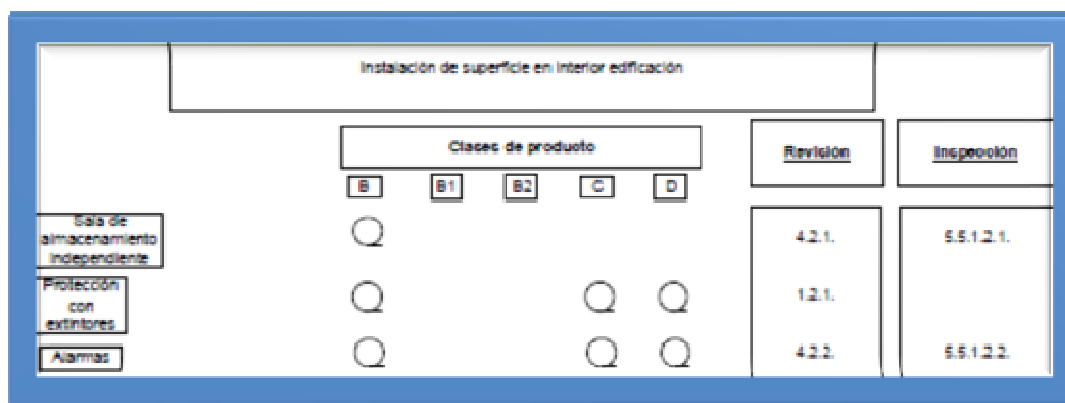 Instalación de superficie en interior edificación
Clases de producto
Revisión
Inspección
B B1 B2 C D
Sala de
almacenamiento
independiente
4.2.1.
5.5.1.2.1.
Protección
con
extintores
1.2.1.
Alarmas
4.2.2.
5.5.1.2.2.